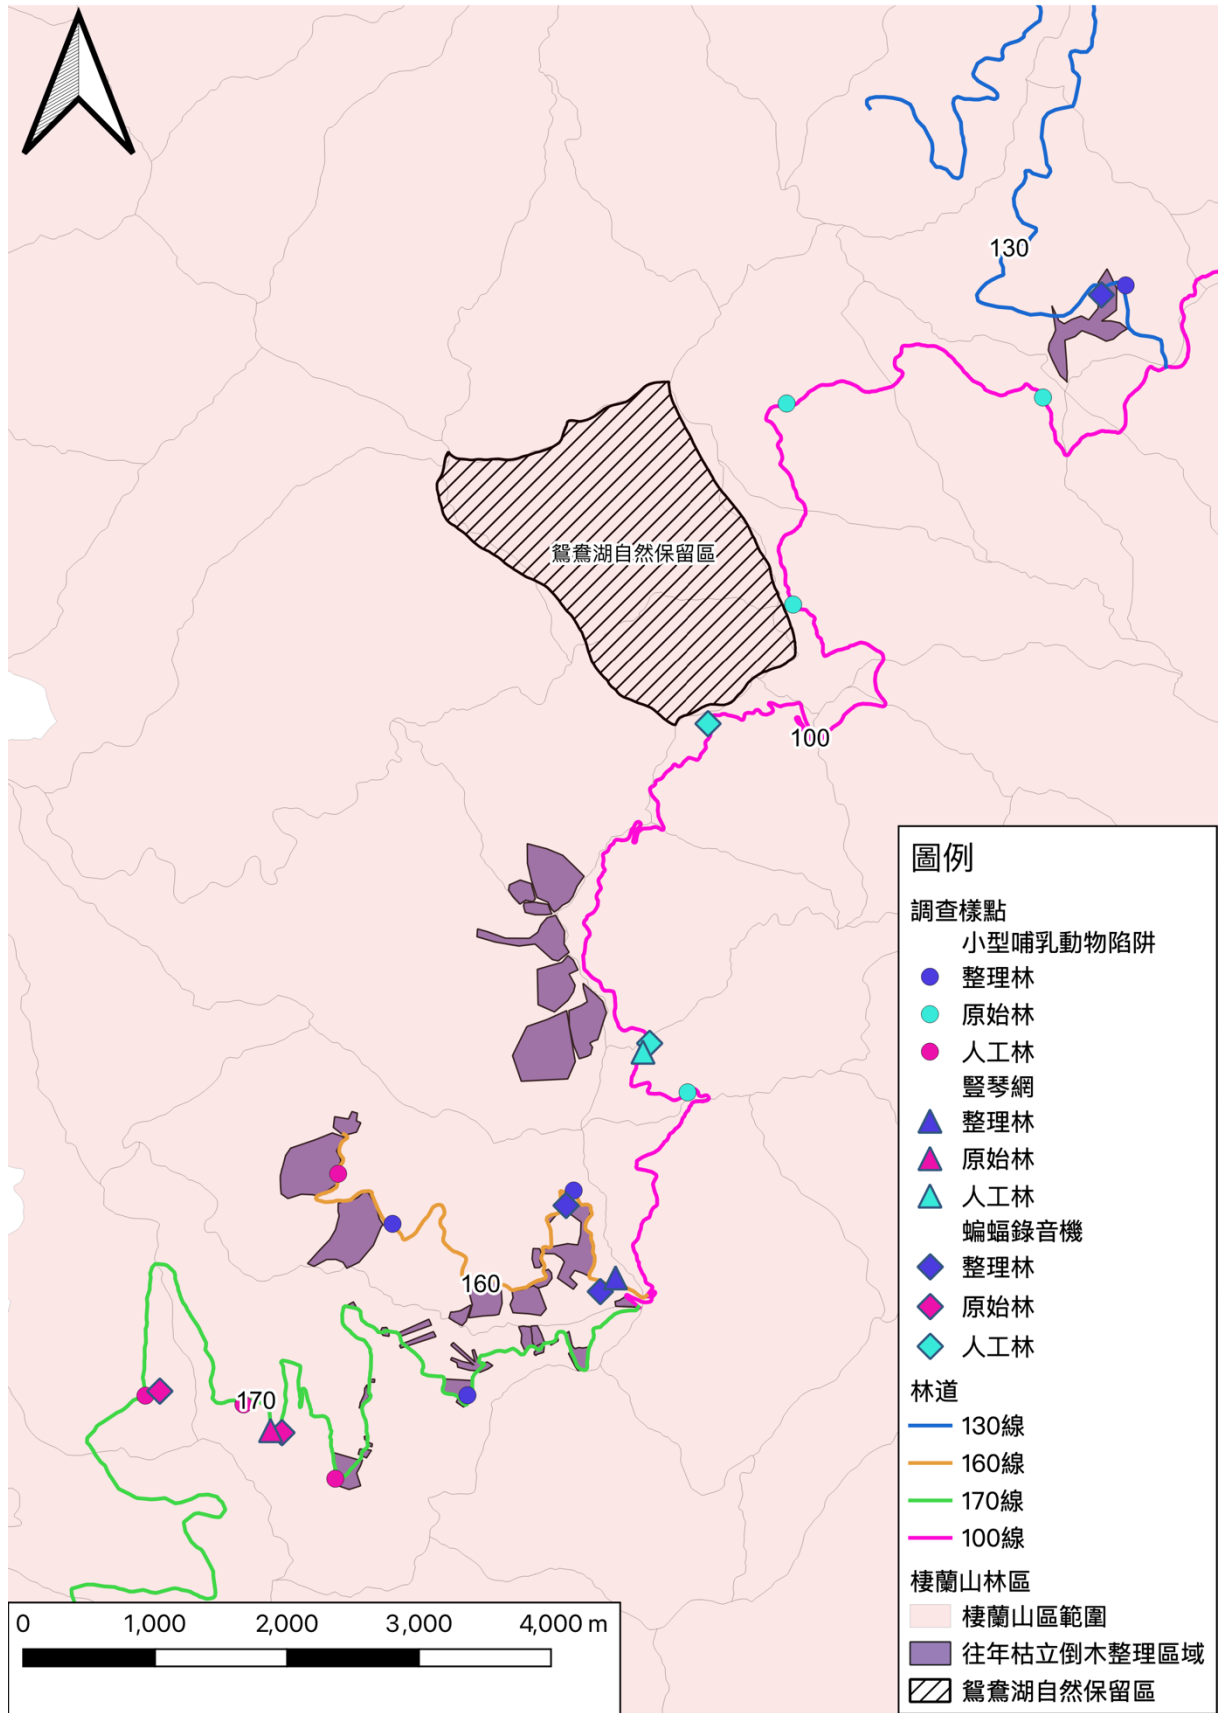 130
鴛鴦湖自然保留區
100
160
170
圖例
調查樣點
小型哺乳動物陷阱
整理林
原始林
人工林
豎琴網
整理林
原始林
人工林
蝙蝠錄音機
整理林
原始林
人工林
林道
130線
160線
170線
100線
棲蘭山林區
棲蘭山區範圍
往年枯立倒木整理區域
鴛鴦湖自然保留區
0 1,000 2,000 3,000 4,000 m